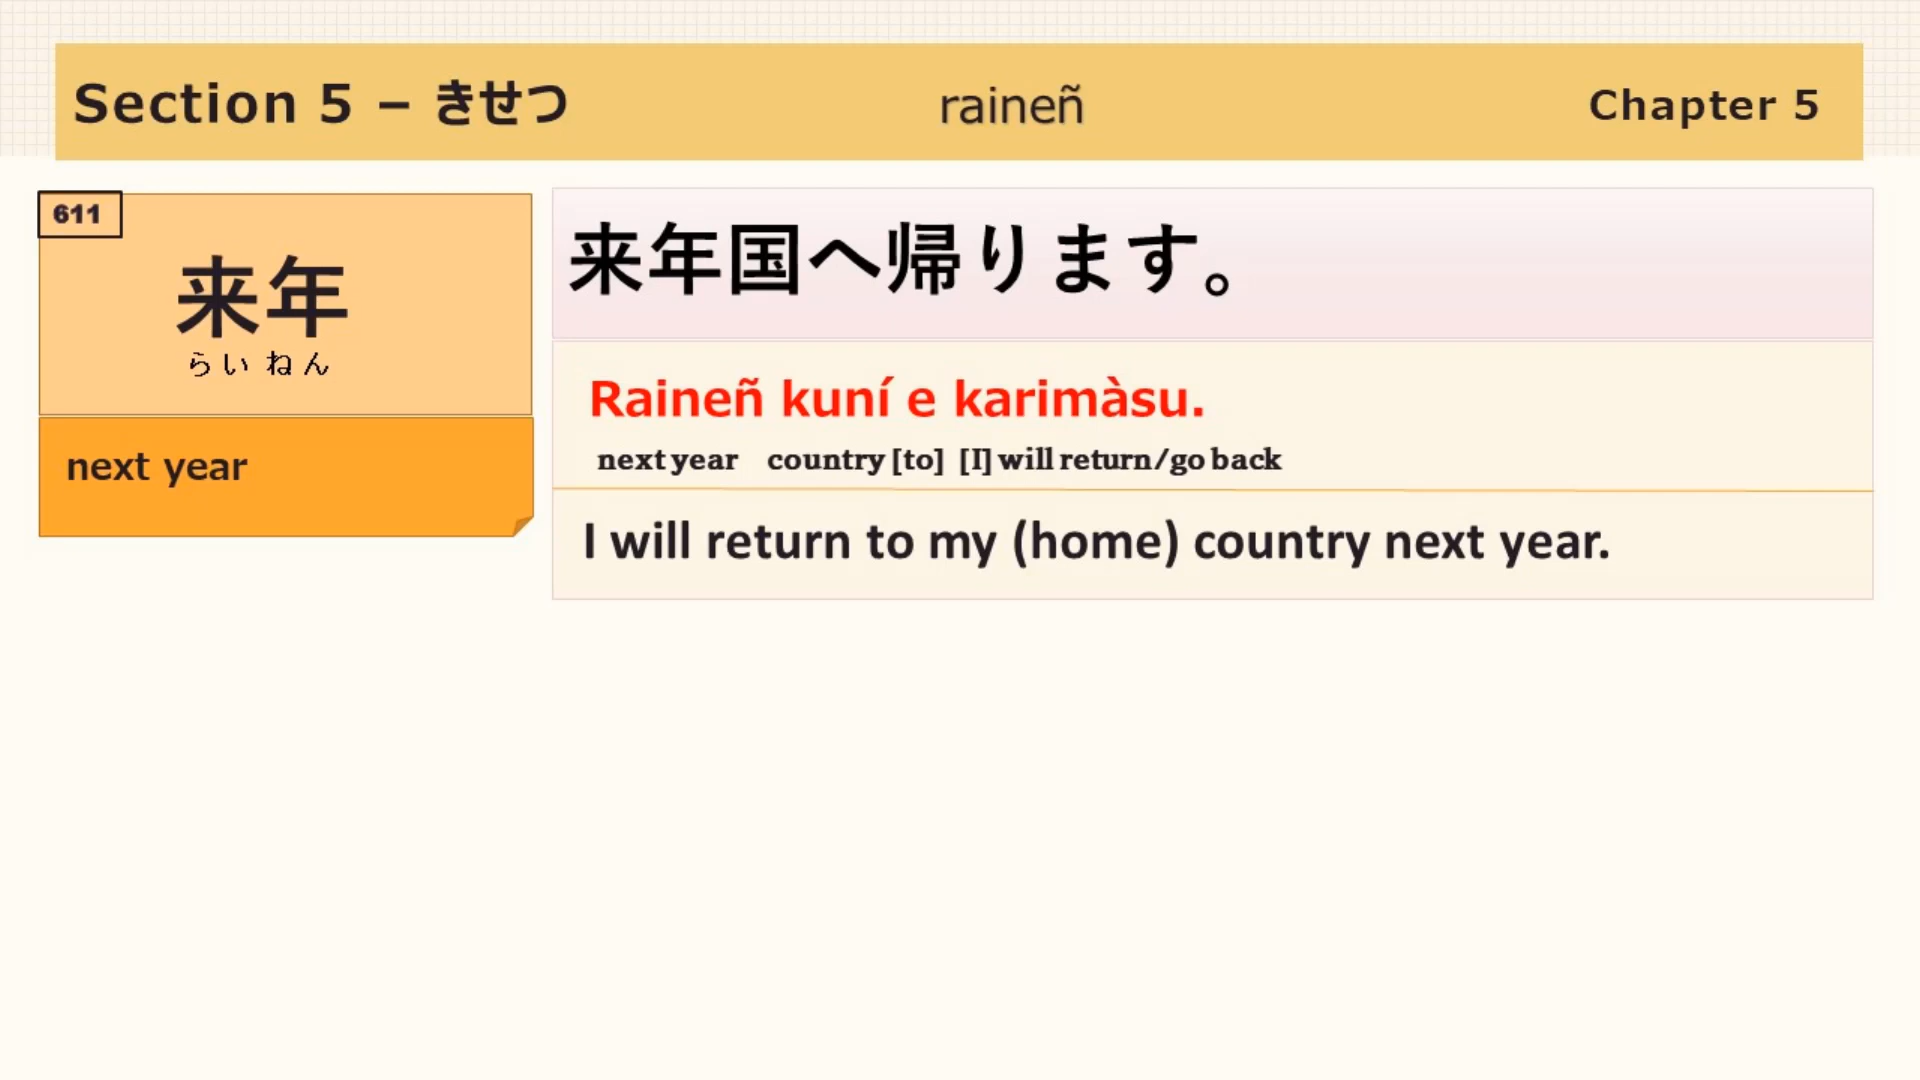 Section 5 – きせつ raineñ Chapter 5
611
来年
らいねん
next year
来年国へ帰ります。
Raineñ kuní e karimàsu.
next year country [to] [I] will return/go back
I will return to my (home) country next year.